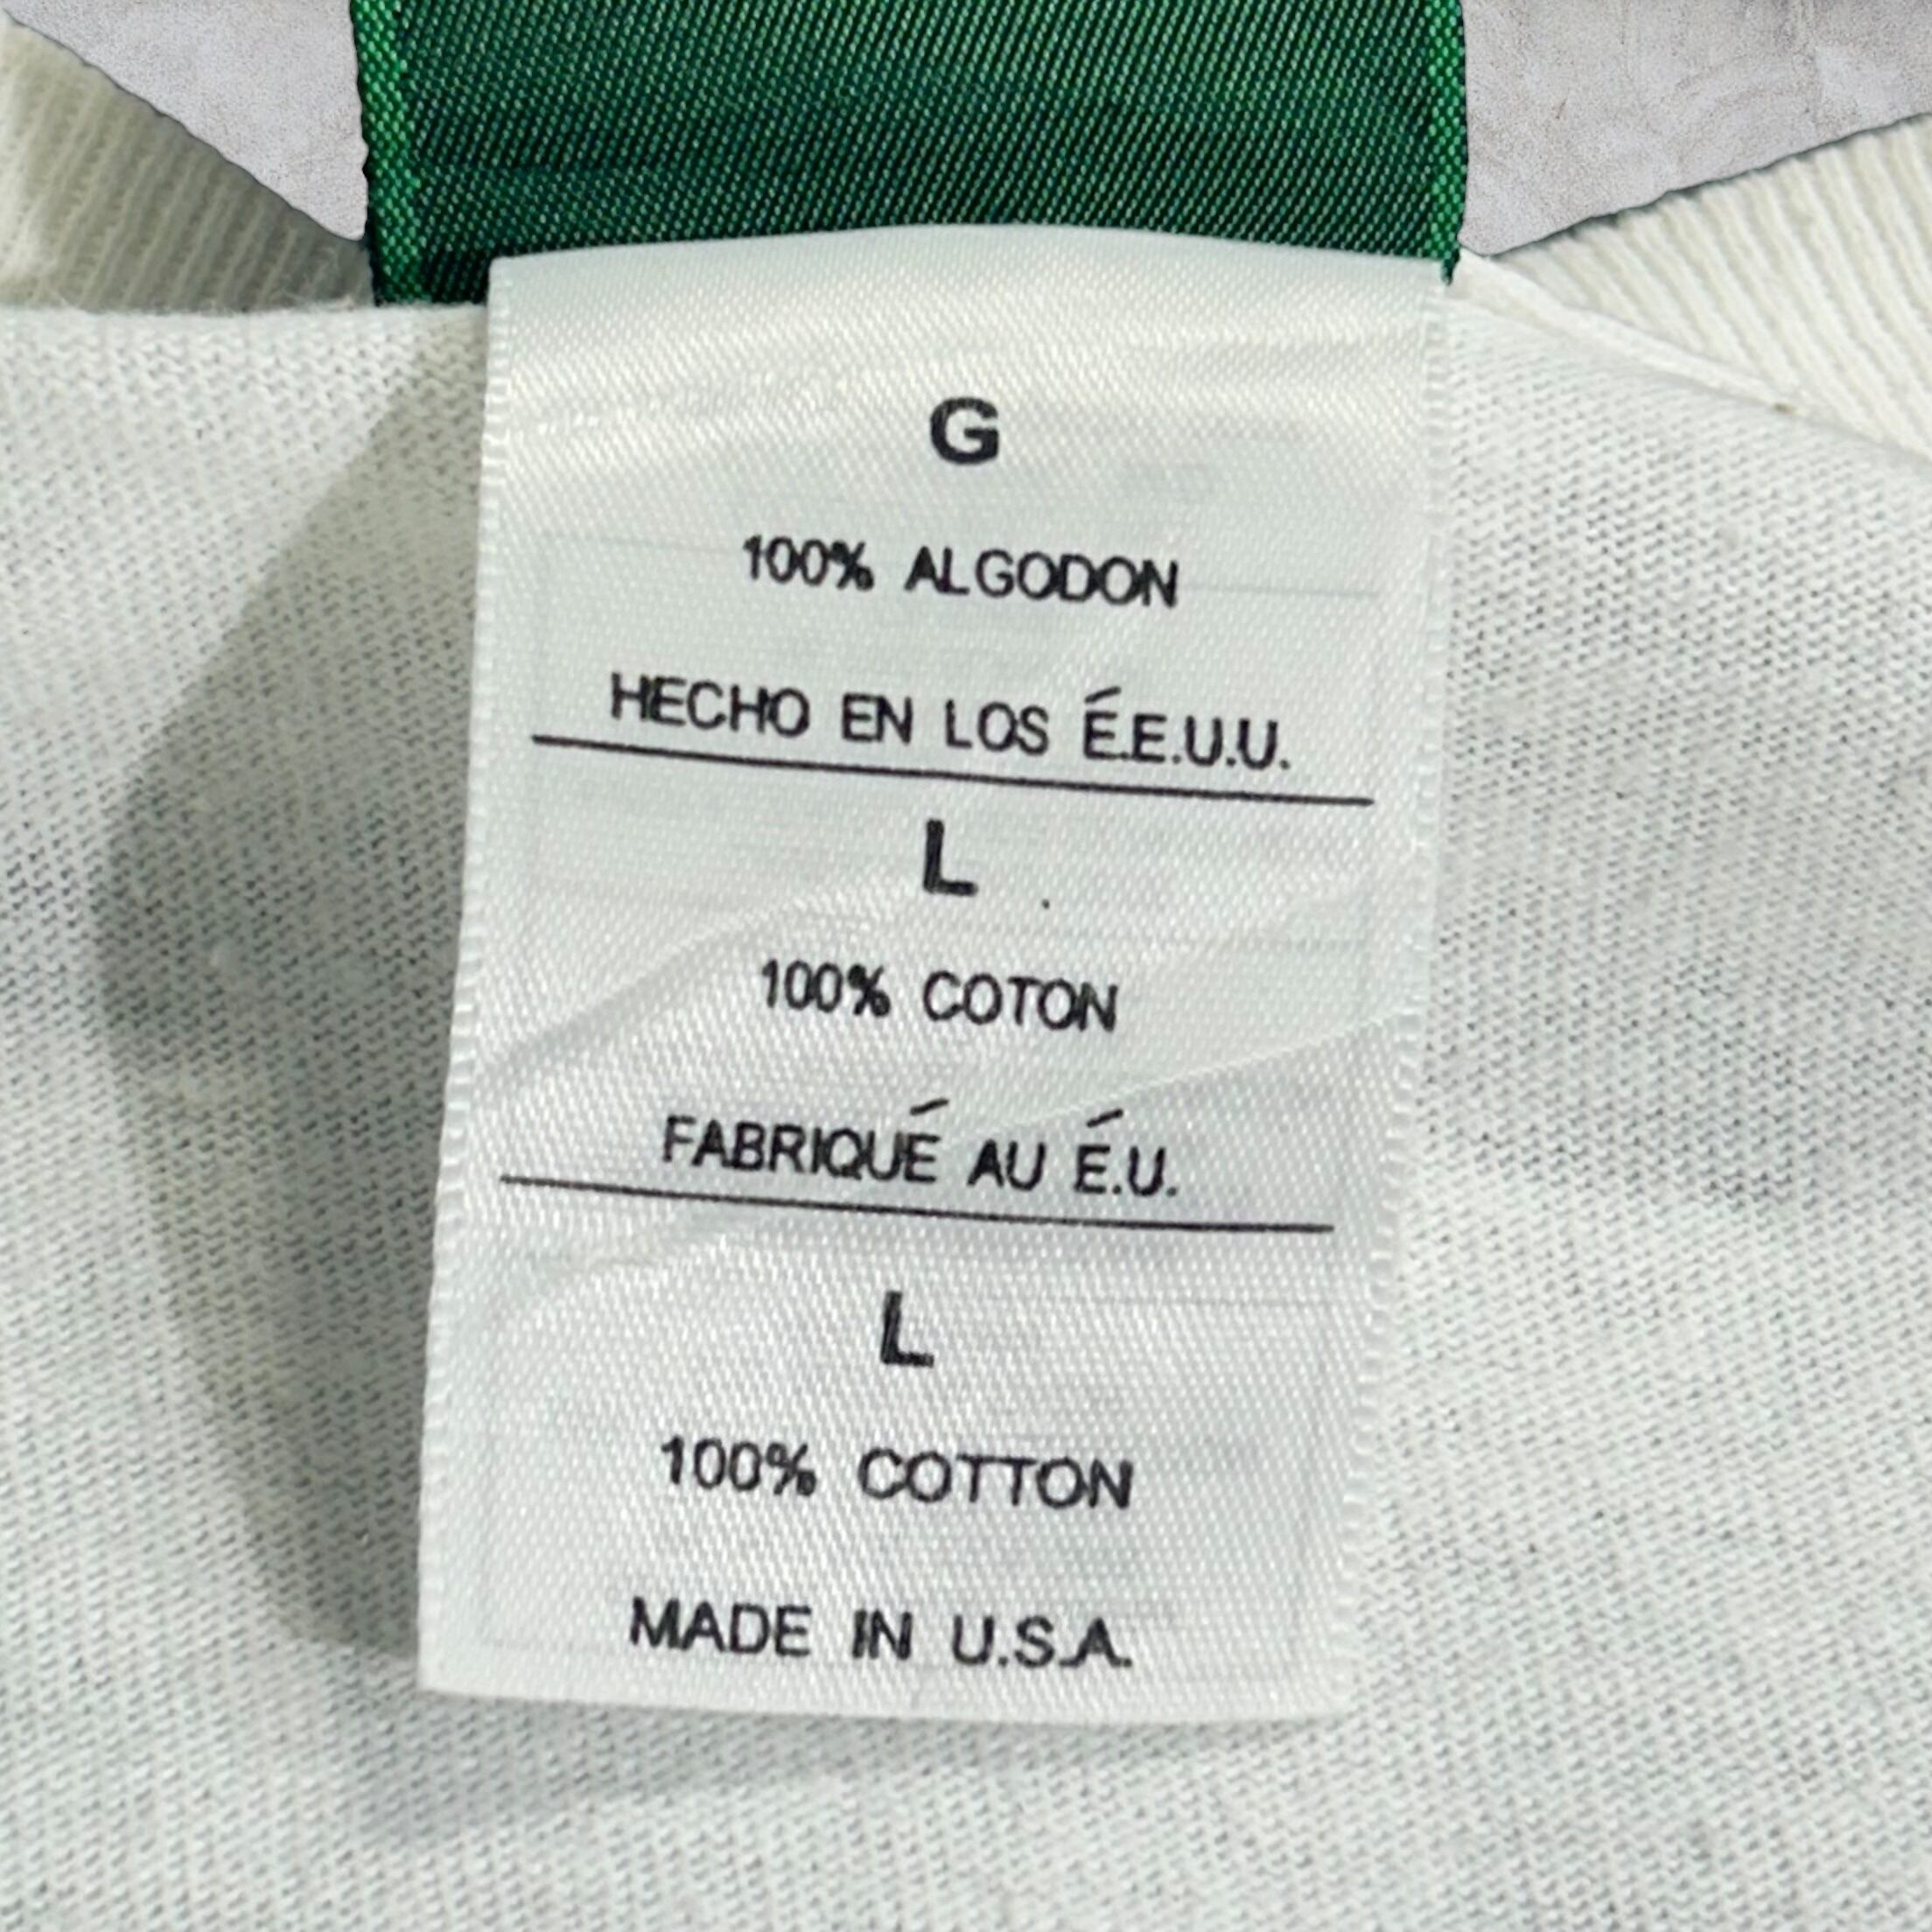 G
100% ALGODON
HECHO EN LOS É.E.U.U.
L
100% COTON
FABRIQUÉ AU É.U.
L
100% COTTON
MADE IN U.S.A.